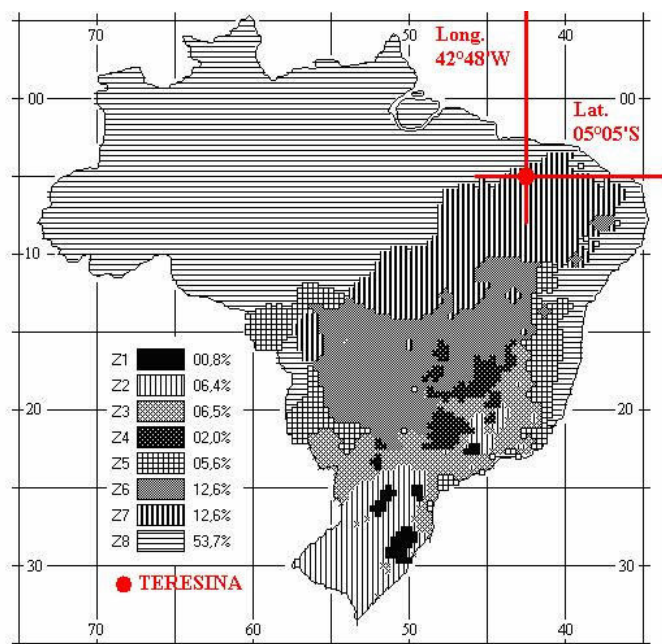 70
60
50
40
Long.
42°48'W
00
00
Lat.
05°05'S
10
10
Z1 00,8%
Z2 06,4%
Z3 06,5%
Z4 02,0%
Z5 05,6%
Z6 12,6%
Z7 12,6%
Z8 53,7%
20
20
30
30
TERESINA
70
60
50
40